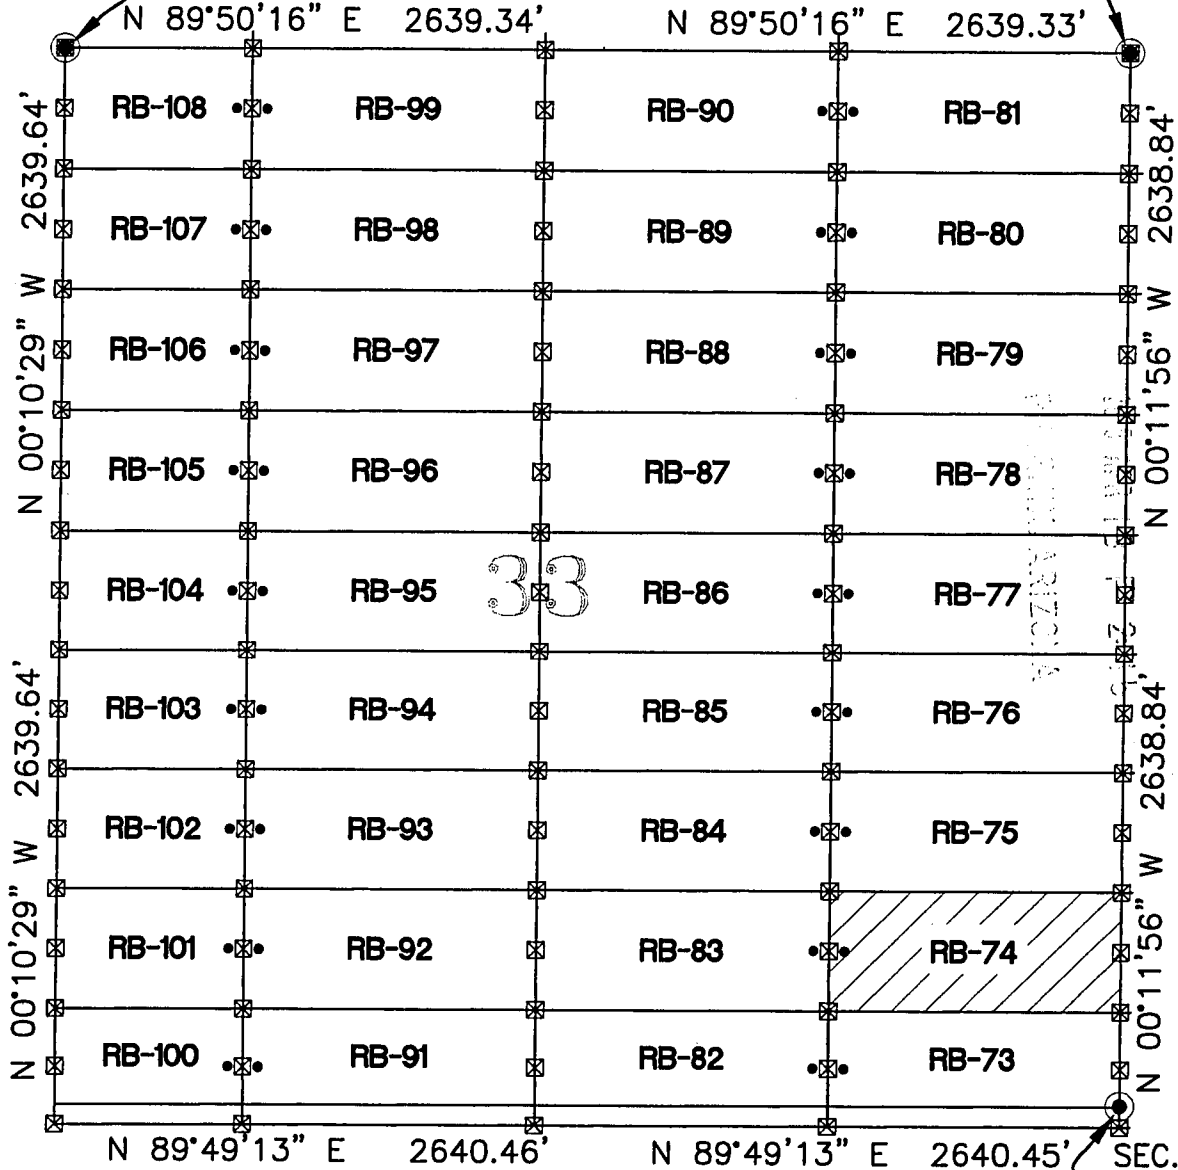 N 89°50'16" E 2639.34' N 89°50'16" E 2639.33'
RB-108 RB-99 RB-90 RB-81
N 00°10'29" W 2639.64'
N 00°11'56" W 2638.84'
RB-107 RB-98 RB-89 RB-80
RB-106 RB-97 RB-88 RB-79
RB-105 RB-96 RB-87 RB-78
RB-104 RB-95 33 RB-86 RB-77
ARIZONA
RB-103 RB-94 RB-85 RB-76
N 00°10'29" W 2639.64'
N 00°11'56" W 2638.84'
RB-102 RB-93 RB-84 RB-75
RB-101 RB-92 RB-83 RB-74
RB-100 RB-91 RB-82 RB-73
N 89°49'13" E 2640.46' N 89°49'13" E 2640.45' SEC.